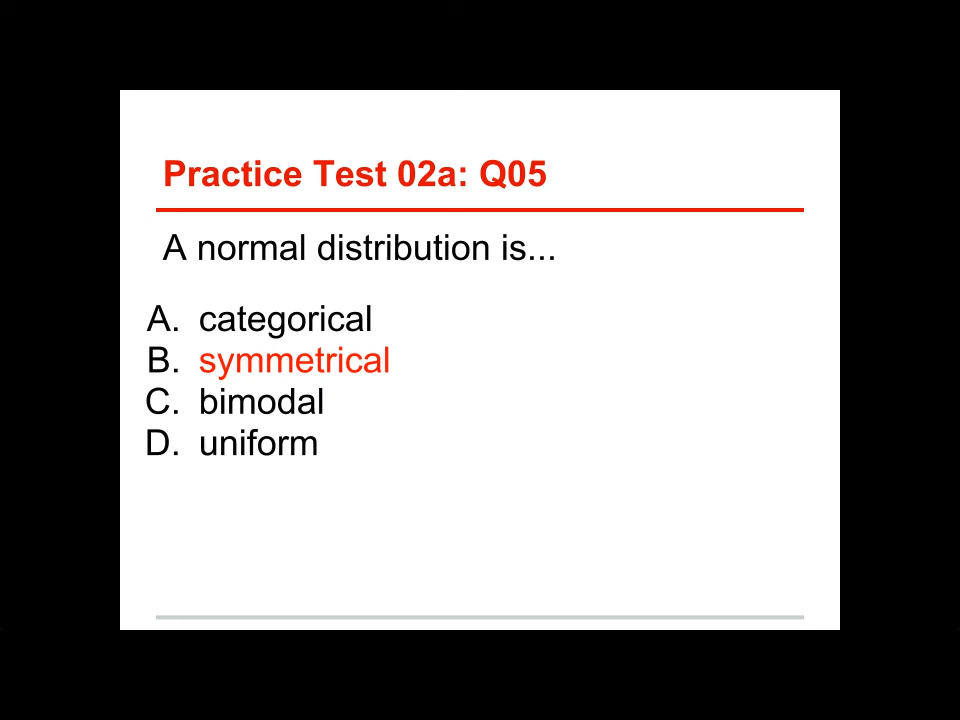 Practice Test 02a: Q05
A normal distribution is...
A. categorical
B. symmetrical
C. bimodal
D. uniform